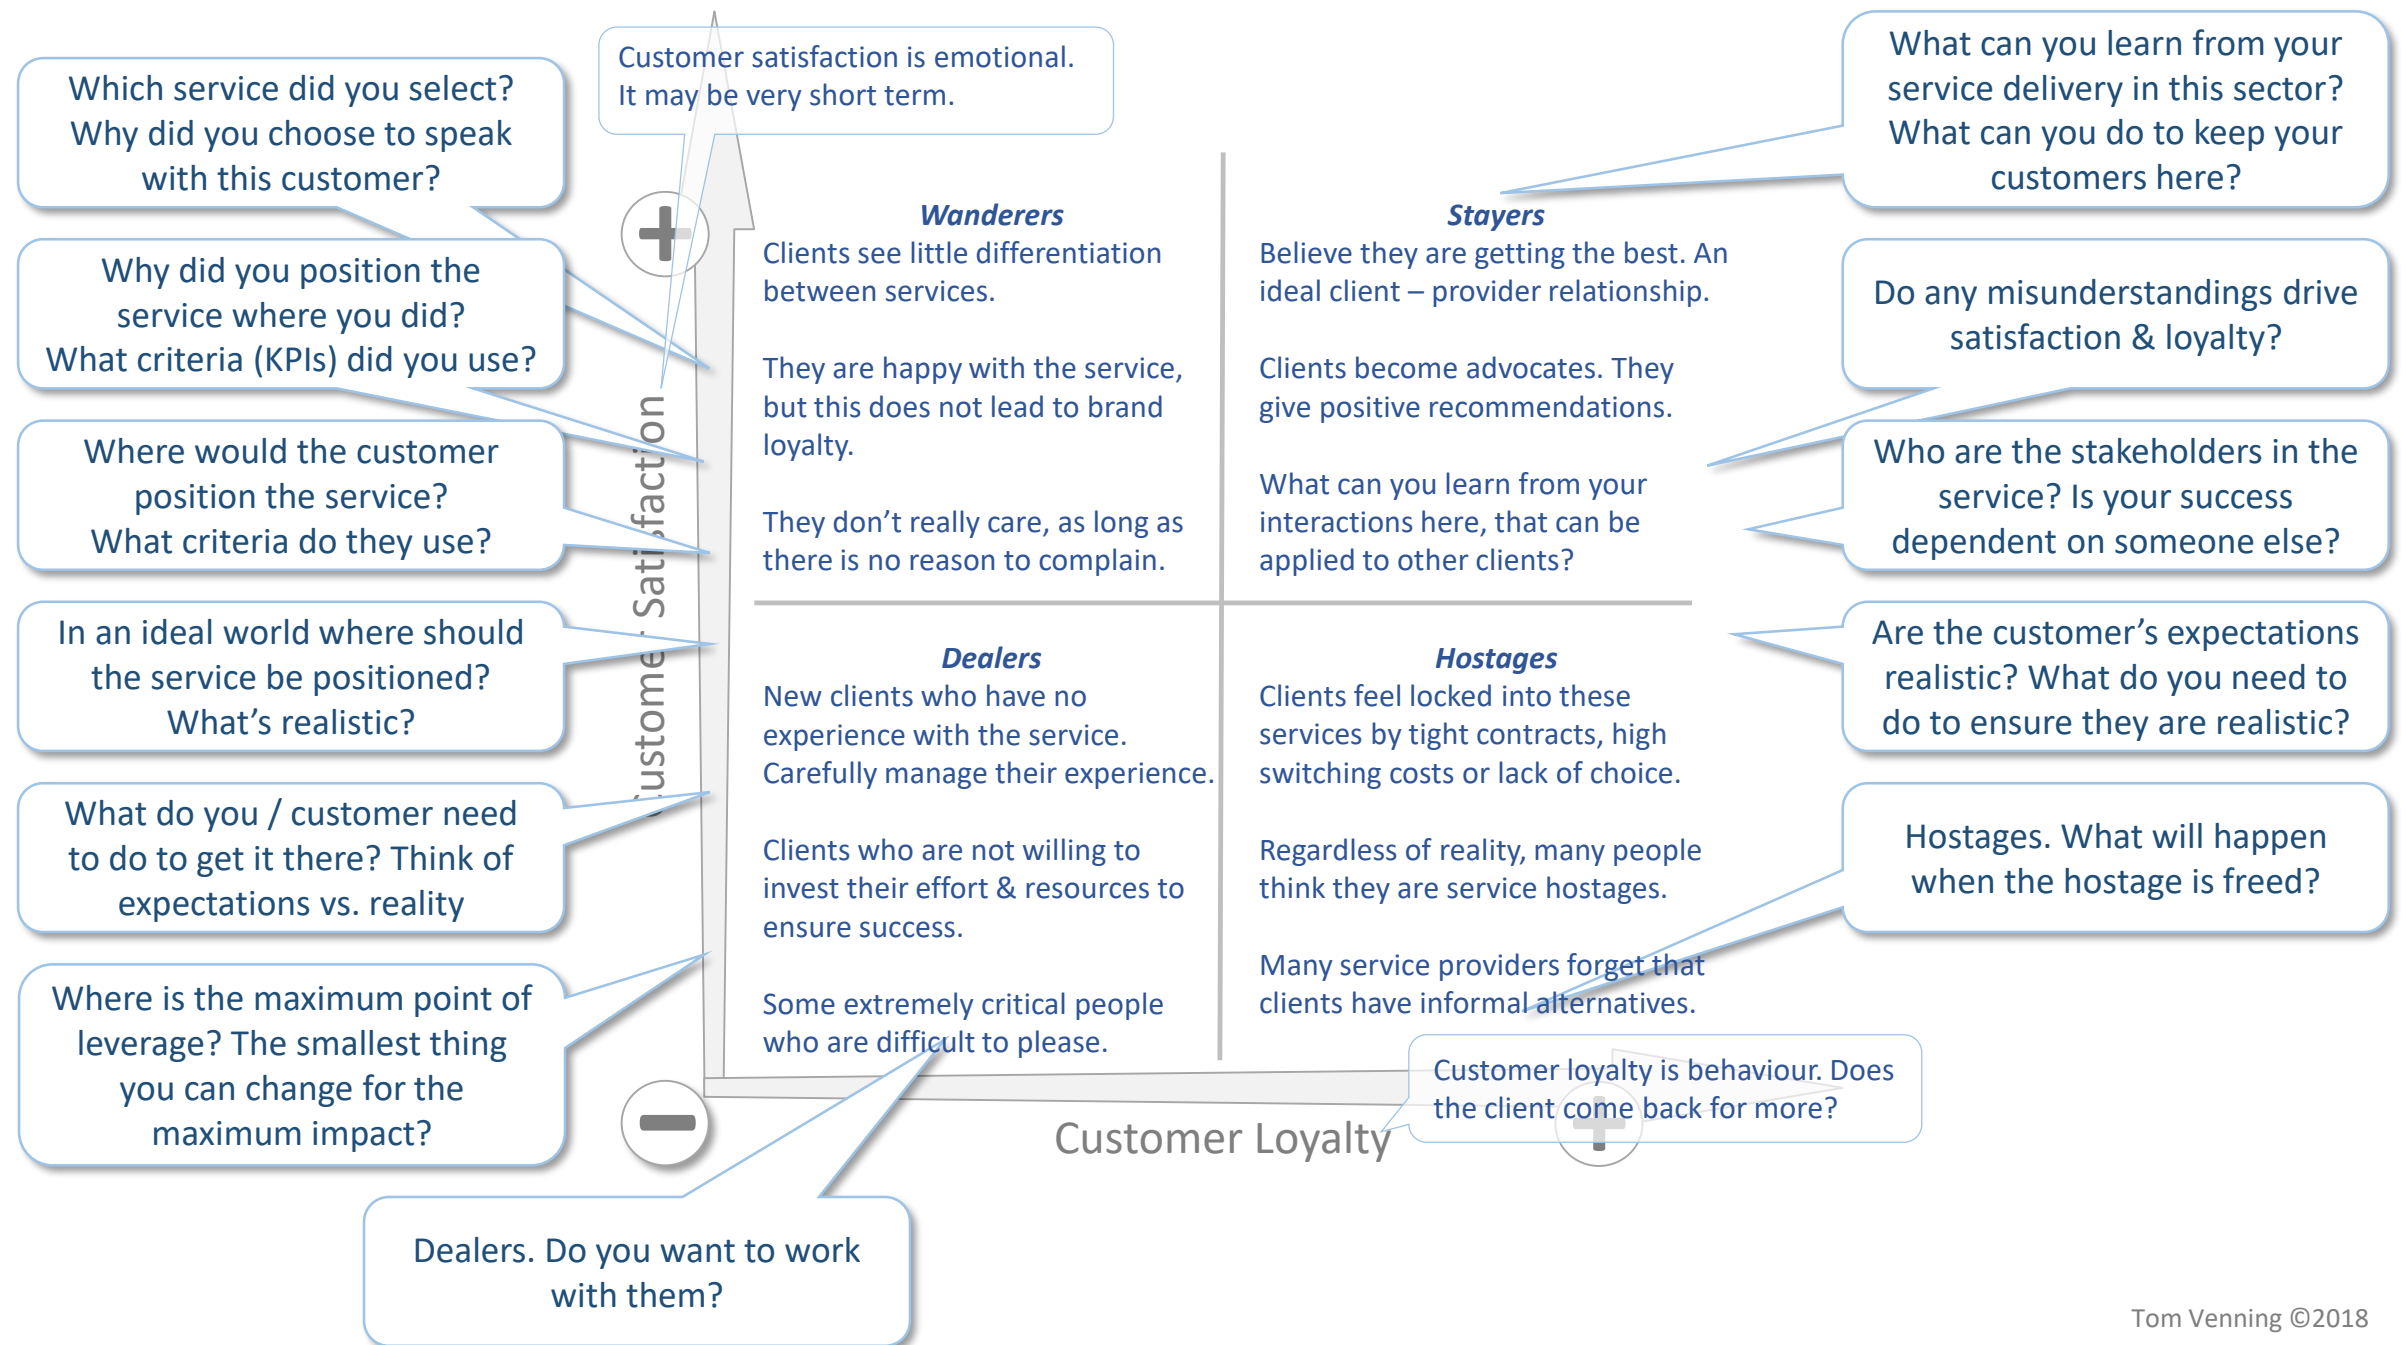 Which service did you select?
Why did you choose to speak
with this customer?
Why did you position the
service where you did?
What criteria (KPIs) did you use?
Where would the customer
position the service?
What criteria do they use?
In an ideal world where should
the service be positioned?
What's realistic?
What do you / customer need
to do to get it there? Think of
expectations vs. reality
Where is the maximum point of
leverage? The smallest thing
you can change for the
maximum impact?
Dealers. Do you want to work
with them?
Customer satisfaction is emotional.
It may be very short term.
Customer Satisfaction
Wanderers
Clients see little differentiation
between services.
They are happy with the service,
but this does not lead to brand
loyalty.
They don't really care, as long as
there is no reason to complain.
Stayers
Believe they are getting the best. An
ideal client – provider relationship.
Clients become advocates. They
give positive recommendations.
What can you learn from your
interactions here, that can be
applied to other clients?
Dealers
New clients who have no
experience with the service.
Carefully manage their experience.
Clients who are not willing to
invest their effort & resources to
ensure success.
Some extremely critical people
who are difficult to please.
Hostages
Clients feel locked into these
services by tight contracts, high
switching costs or lack of choice.
Regardless of reality, many people
think they are service hostages.
Many service providers forget that
clients have informal alternatives.
Customer loyalty is behaviour. Does
the client come back for more?
Customer Loyalty
What can you learn from your
service delivery in this sector?
What can you do to keep your
customers here?
Do any misunderstandings drive
satisfaction & loyalty?
Who are the stakeholders in the
service? Is your success
dependent on someone else?
Are the customer's expectations
realistic? What do you need to
do to ensure they are realistic?
Hostages. What will happen
when the hostage is freed?
Tom Venning ©2018